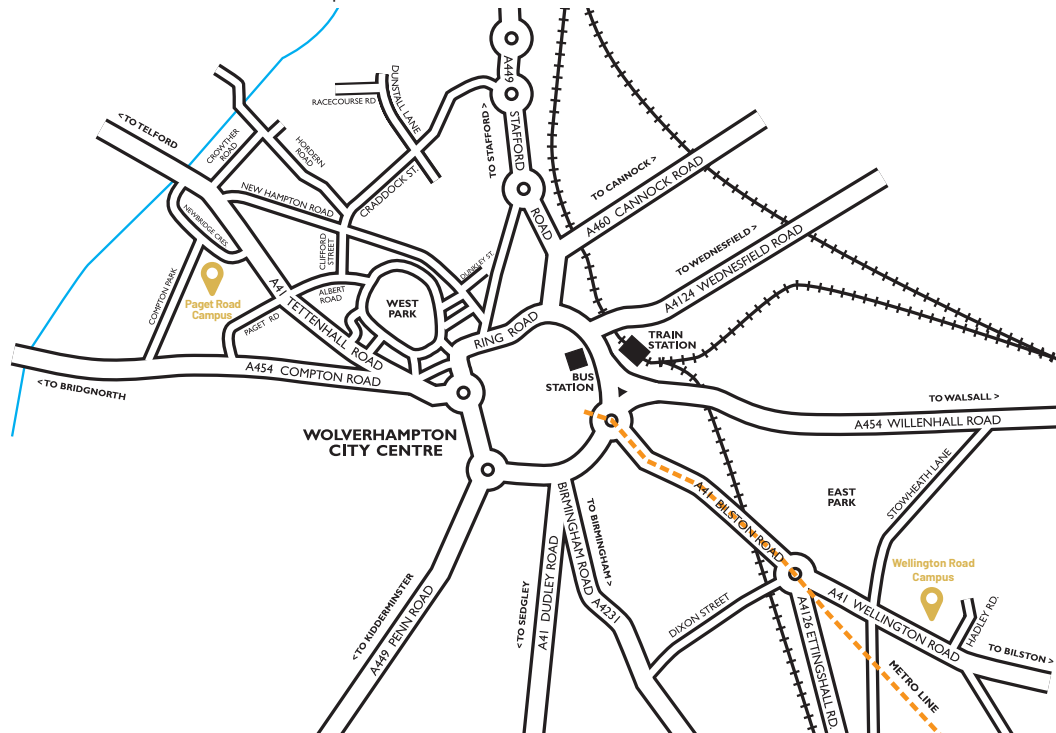 A449
STAFFORD
ROAD
<TO STAFFORD>
DUNSTALL LANE
RACECOURSE RD
<TO TELFORD
CROWTHER
ROAD
HORDERN
ROAD
CRADDOCK ST.
TO CANNOCK >
A460 CANNOCK ROAD
NEW HAMPTON ROAD
NEWBRIDGE CRES
CLIFFORD
STREET
DUNKLEY ST.
TO WEDNESFIELD >
A4124 WEDNESFIELD ROAD
COMPTON PARK
Paget Road
Campus
ALBERT
ROAD
WEST
PARK
PAGET RD
A41 TETTENHALL ROAD
RING ROAD
TRAIN
STATION
BUS
STATION
A454 COMPTON ROAD
<TO BRIDGNORTH
TO WALSALL >
A454 WILLENHALL ROAD
WOLVERHAMPTON
CITY CENTRE
STOWHEATH LANE
EAST
PARK
A41 BILSTON ROAD
BIRMINGHAM ROAD A4231
TO BIRMINGHAM >
A41 DUDLEY ROAD
<TO SEDGLEY
<TO KIDDERMINSTER
A449 PENN ROAD
DIXON STREET
Wellington Road
Campus
A41 WELLINGTON ROAD
HADLEY RD.
TO BILSTON >
A4126 ETTINGSHALL RD.
METRO LINE